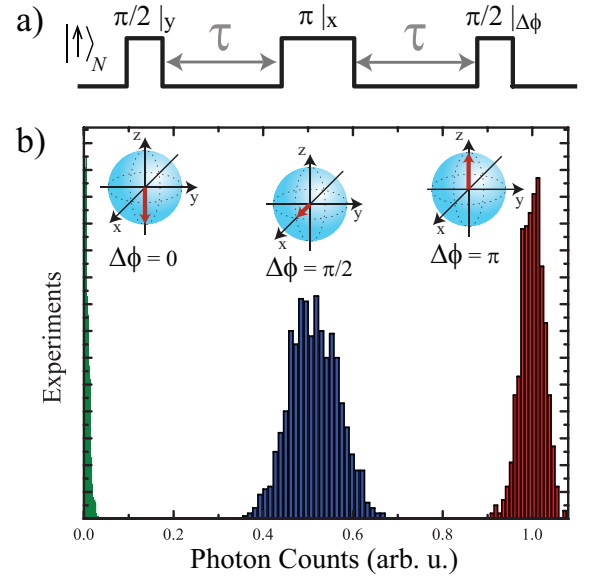 a)
π/2 |y
π |x
π/2 |Δϕ
|↑⟩N
τ
τ
b)
z
z
z
y
y
y
x
x
x
Δϕ = 0
Δϕ = π/2
Δϕ = π
Experiments
0.0
0.2
0.4
0.6
0.8
1.0
Photon Counts (arb. u.)